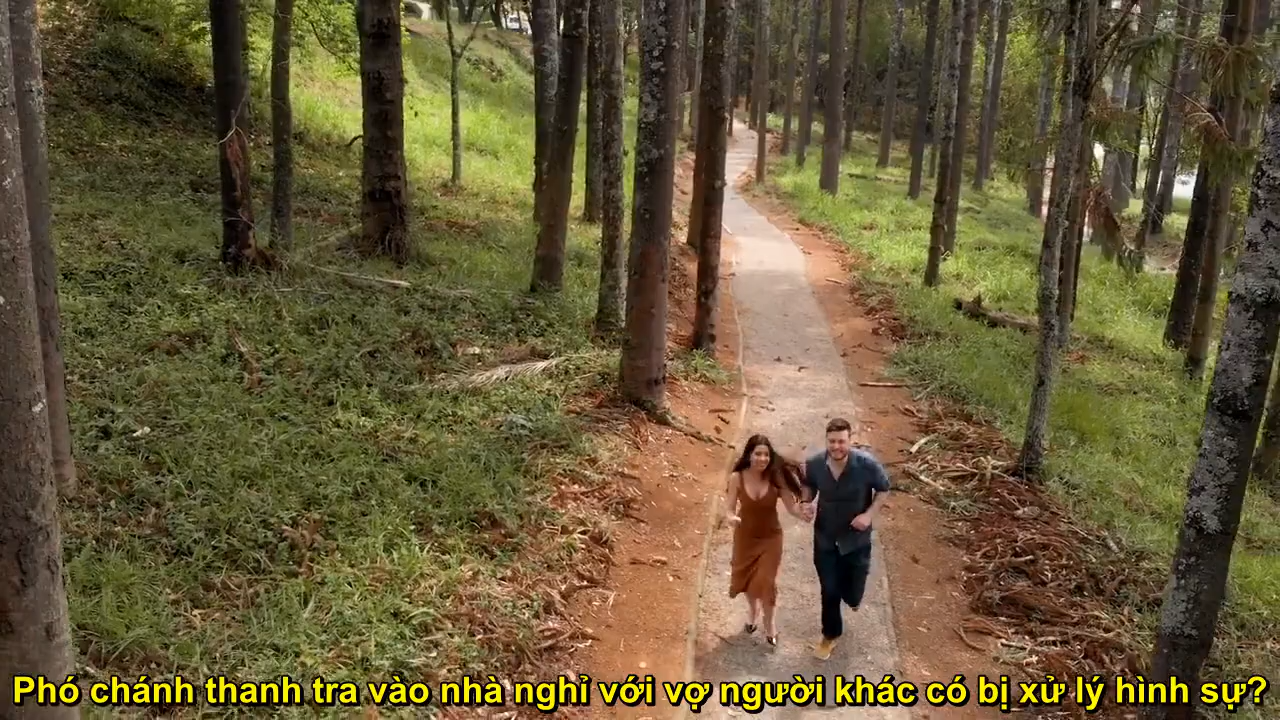 Phó chánh thanh tra vào nhà nghỉ với vợ người khác có bị xử lý hình sự?